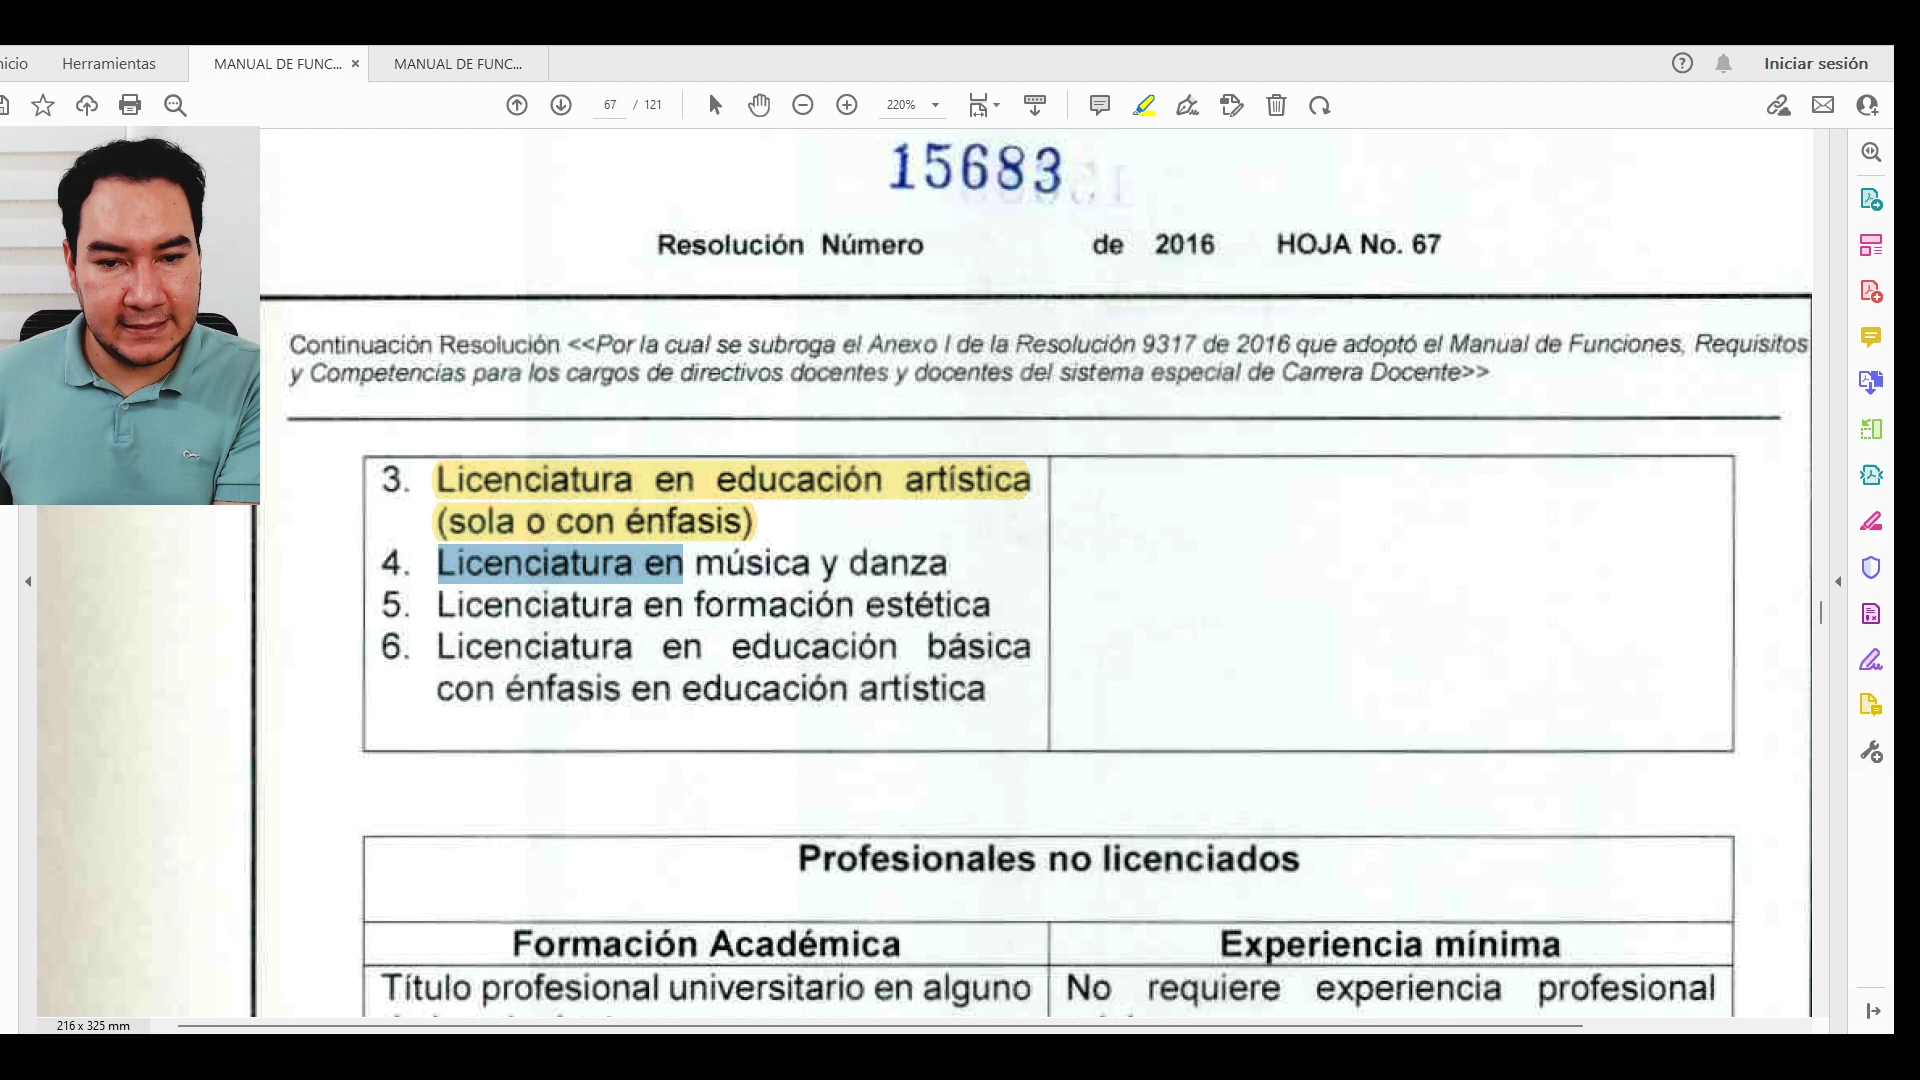 Herramientas
MANUAL DE FUNC... ×
MANUAL DE FUNC...
Iniciar sesión
67 / 121
220%
15683
Resolución Número de 2016 HOJA No. 67
Continuación Resolución <<Por la cual se subroga el Anexo I de la Resolución 9317 de 2016 que adoptó el Manual de Funciones, Requisitos
y Competencias para los cargos de directivos docentes y docentes del sistema especial de Carrera Docente>>
3. Licenciatura en educación artística
(sola o con énfasis)
4. Licenciatura en música y danza
5. Licenciatura en formación estética
6. Licenciatura en educación básica
con énfasis en educación artística
Profesionales no licenciados
Formación Académica
Experiencia mínima
Título profesional universitario en alguno
No requiere experiencia profesional
216 x 325 mm